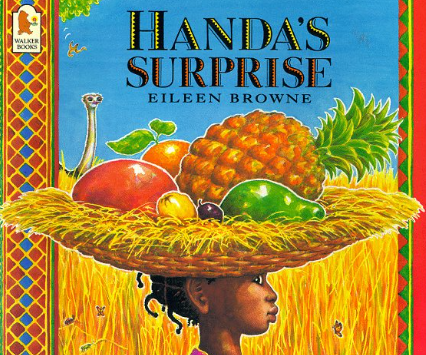 WALKER
BOOKS
HANDA'S
SURPRISE
EILEEN BROWNE